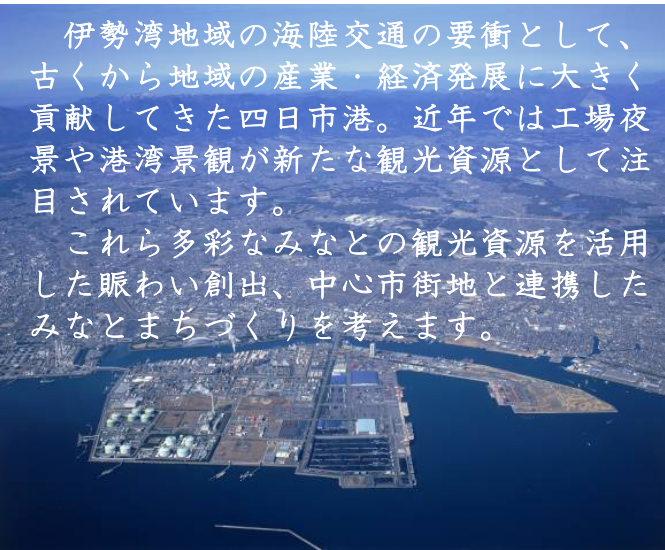 伊勢湾地域の海陸交通の要衝として、
古くから地域の産業・経済発展に大きく
貢献してきた四日市港。近年では工場夜
景や港湾景観が新たな観光資源として注
目されています。
　これら多彩なみなとの観光資源を活用
した賑わい創出、中心市街地と連携した
みなとまちづくりを考えます。